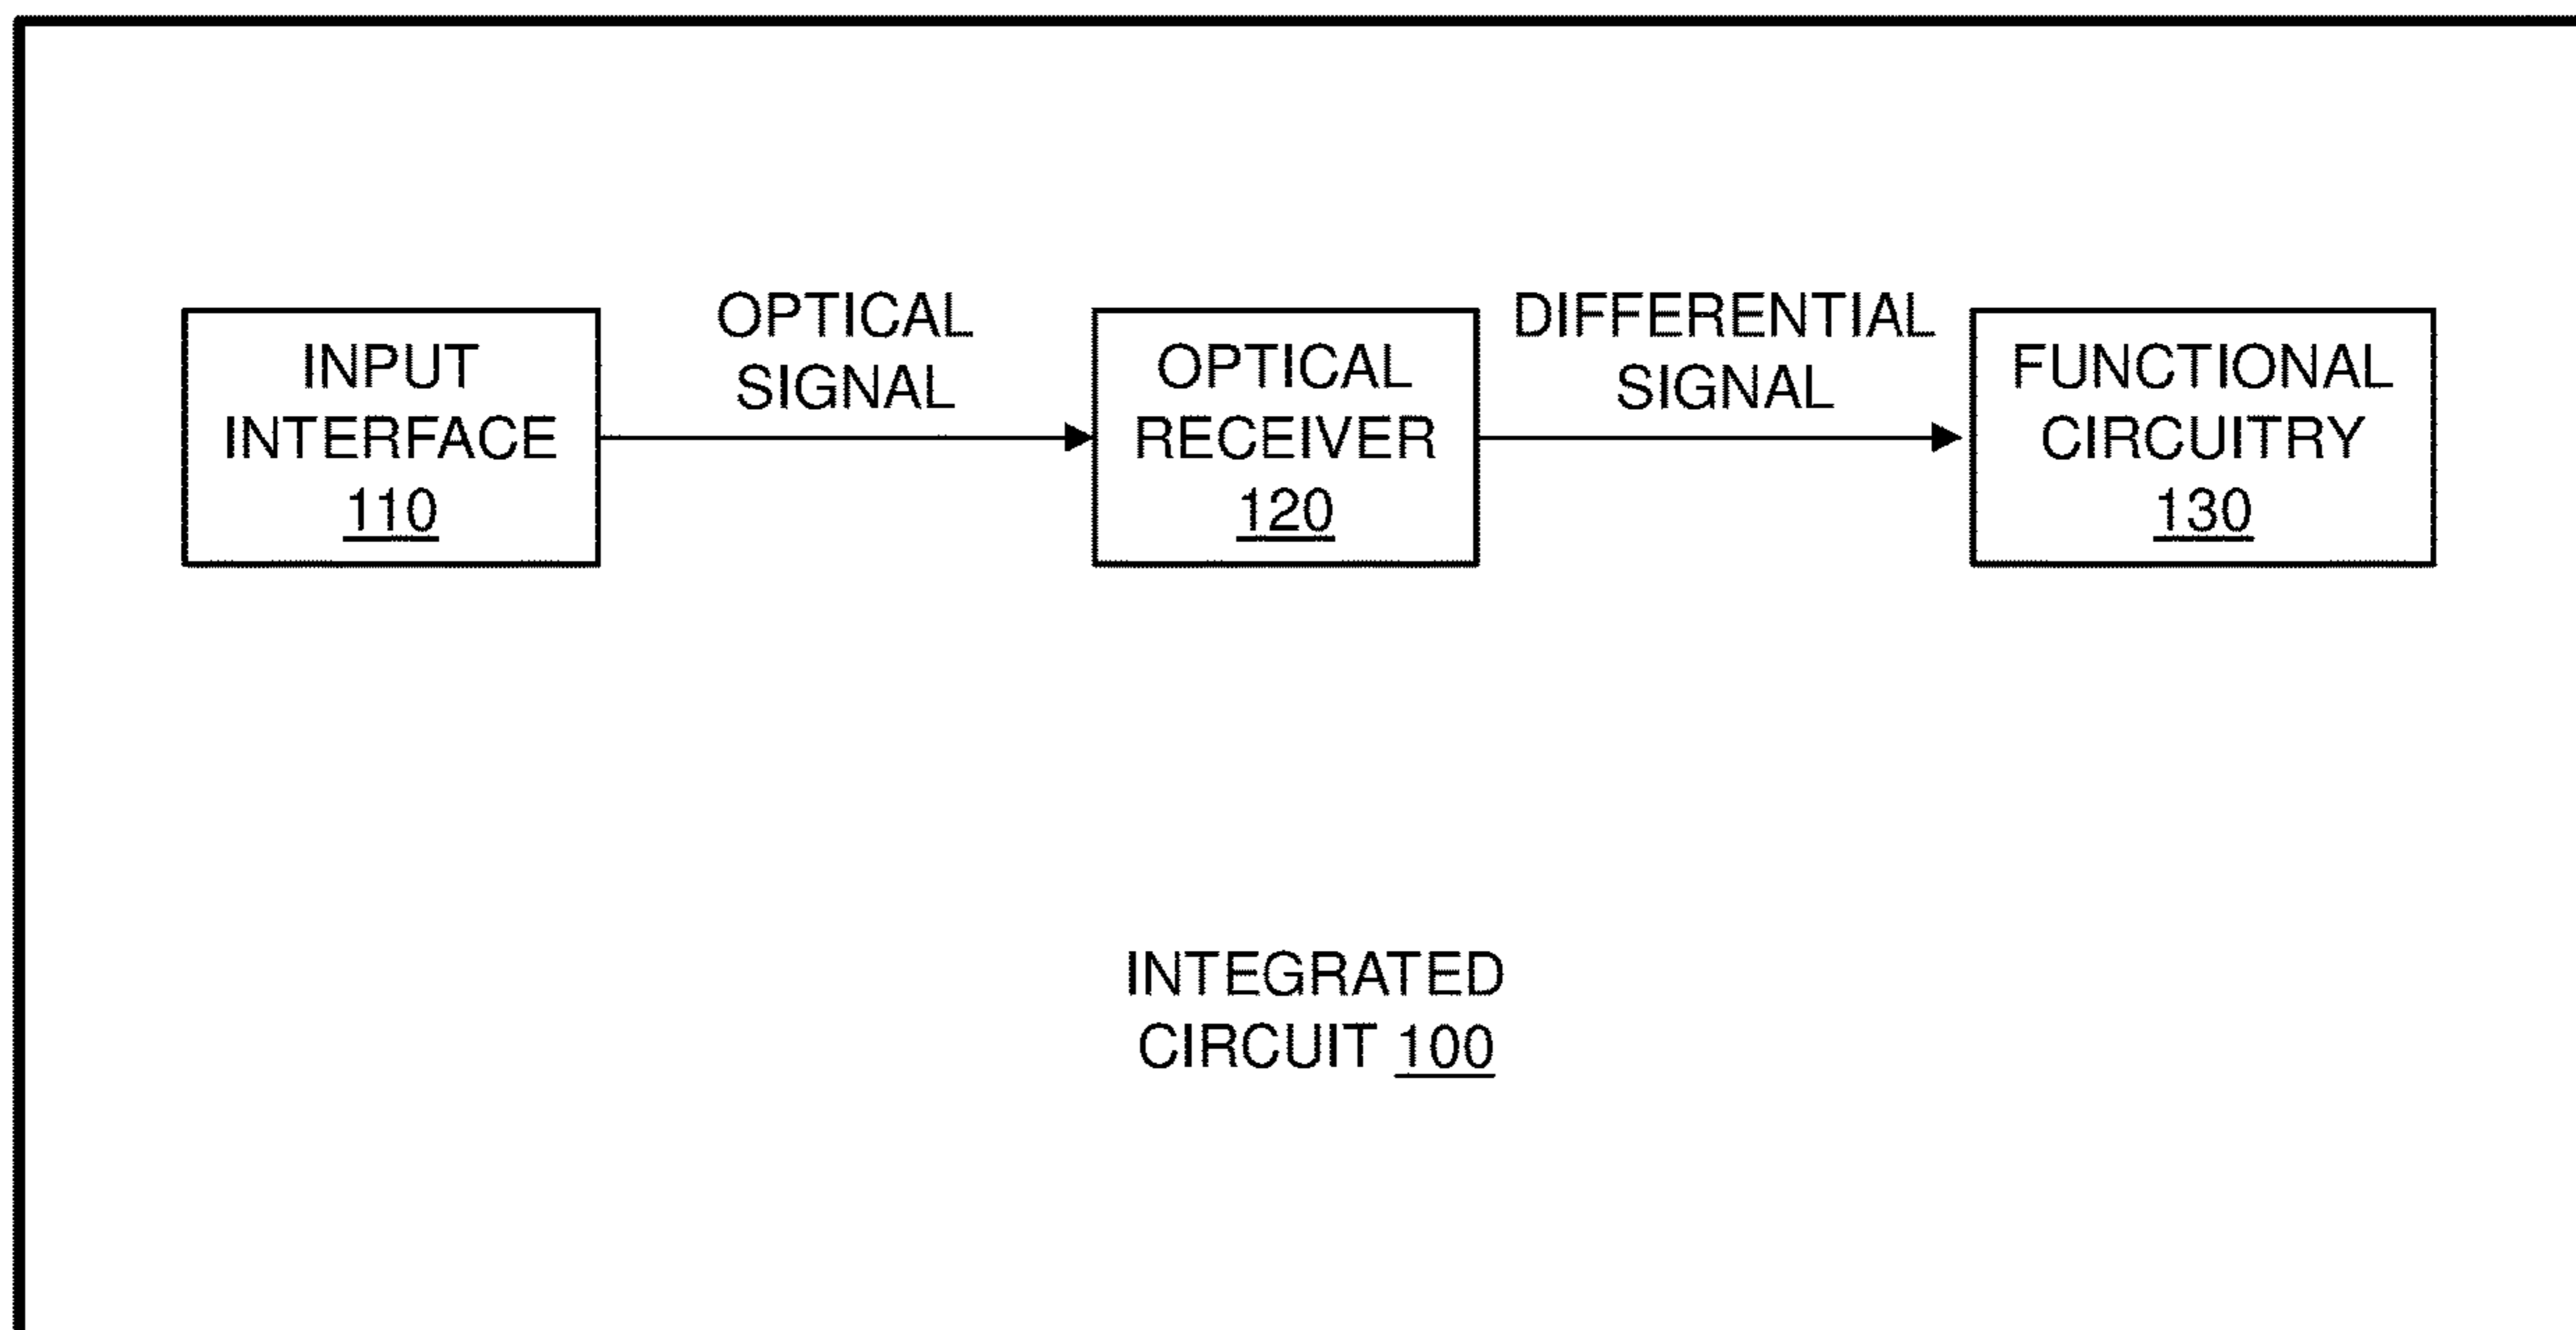 INPUT
INTERFACE
110
OPTICAL
SIGNAL
OPTICAL
RECEIVER
120
DIFFERENTIAL
SIGNAL
FUNCTIONAL
CIRCUITRY
130
INTEGRATED
CIRCUIT 100